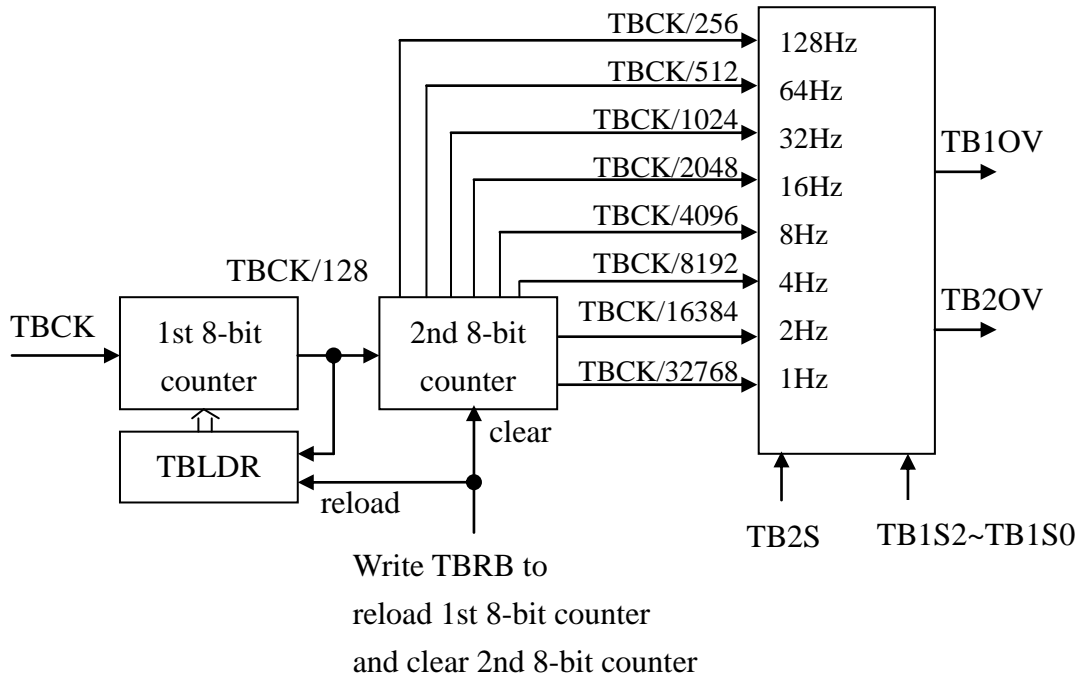 TBCK/256
128Hz
TBCK/512
64Hz
TBCK/1024
32Hz
TB1OV
TBCK/2048
16Hz
TBCK/4096
8Hz
TBCK/128
TBCK/8192
4Hz
TB2OV
TBCK
1st 8-bit
counter
2nd 8-bit
counter
TBCK/16384
2Hz
TBCK/32768
1Hz
clear
TBLDR
reload
TB2S
TB1S2~TB1S0
Write TBRB to
reload 1st 8-bit counter
and clear 2nd 8-bit counter